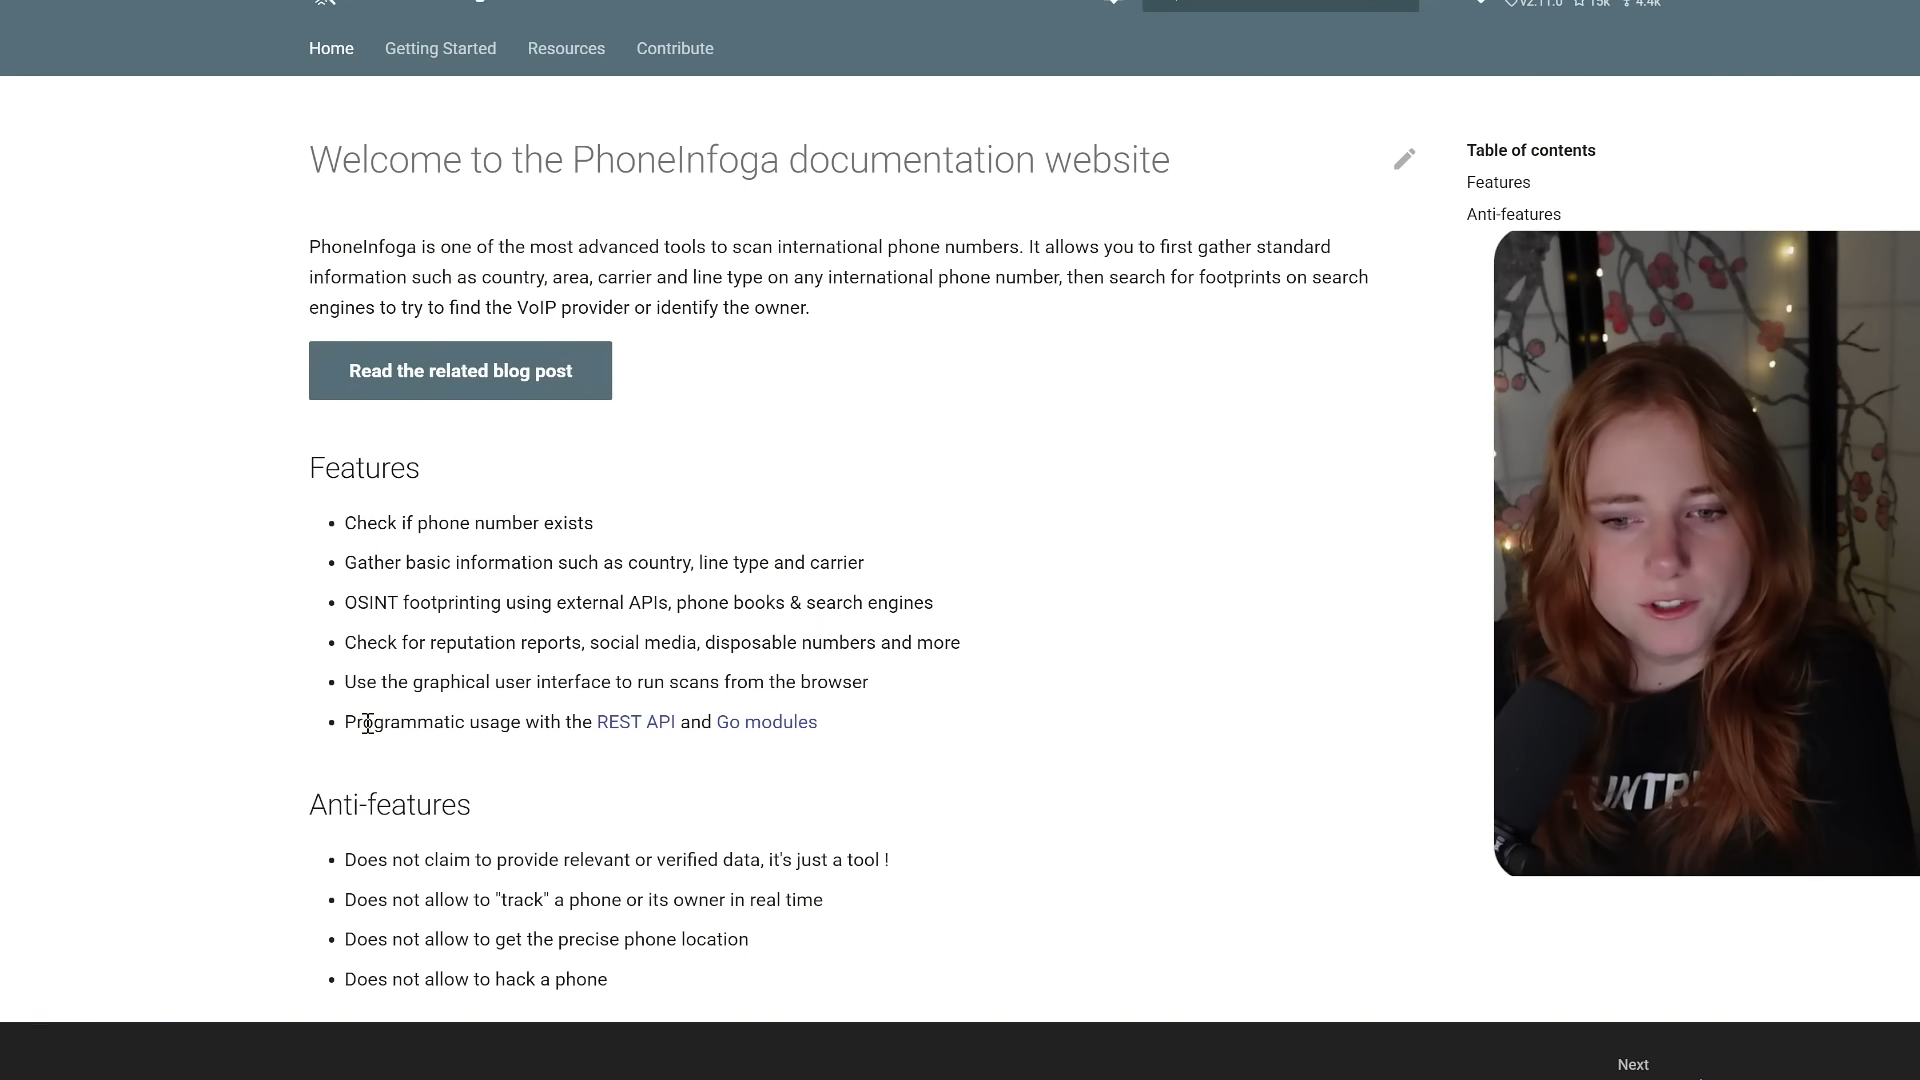 v2.11.0 15k 4.4k
Home Getting Started Resources Contribute
Welcome to the PhoneInfoga documentation website
Table of contents
Features
Anti-features
PhoneInfoga is one of the most advanced tools to scan international phone numbers. It allows you to first gather standard
information such as country, area, carrier and line type on any international phone number, then search for footprints on search
engines to try to find the VoIP provider or identify the owner.
Read the related blog post
Features
• Check if phone number exists
• Gather basic information such as country, line type and carrier
• OSINT footprinting using external APIs, phone books & search engines
• Check for reputation reports, social media, disposable numbers and more
• Use the graphical user interface to run scans from the browser
• Programmatic usage with the REST API and Go modules
Anti-features
• Does not claim to provide relevant or verified data, it's just a tool !
• Does not allow to "track" a phone or its owner in real time
• Does not allow to get the precise phone location
• Does not allow to hack a phone
Next